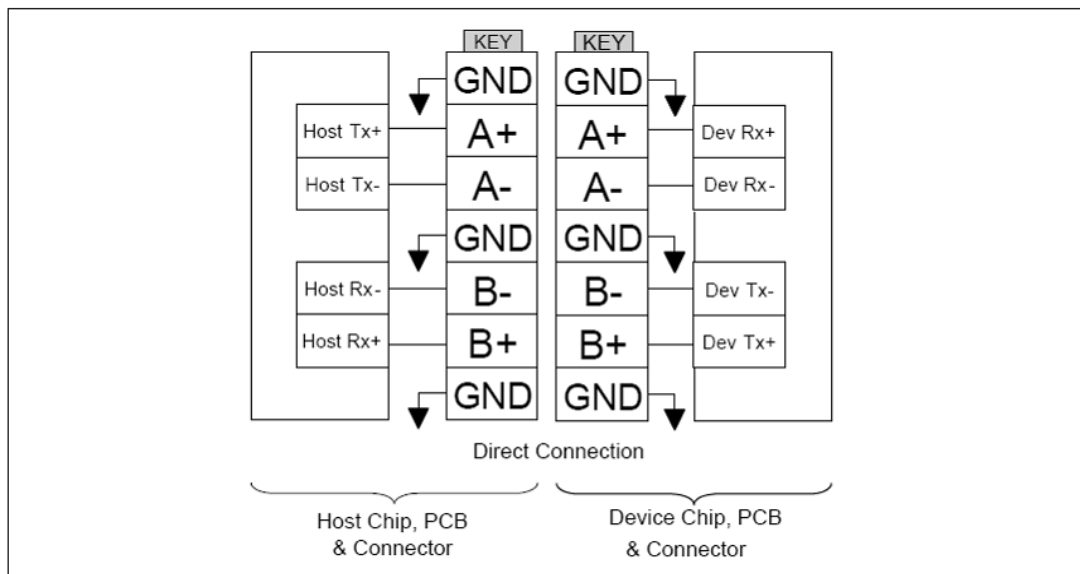 KEY KEY
GND GND
Host Tx+ A+ A+ Dev Rx+
Host Tx- A- A- Dev Rx-
GND GND
Host Rx- B- B- Dev Tx-
Host Rx+ B+ B+ Dev Tx+
GND GND
Direct Connection
Host Chip, PCB
& Connector
Device Chip, PCB
& Connector